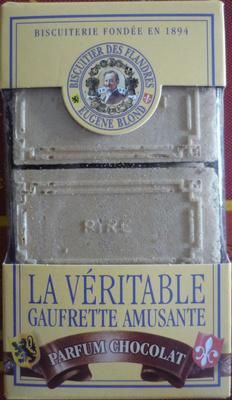 BISCUITERIE FONDÉE EN 1894
BISCUITIER DES FLANDRES
EUGÈNE BLOND
RIRE
LA VÉRITABLE
GAUFRETTE AMUSANTE
PARFUM CHOCOLAT